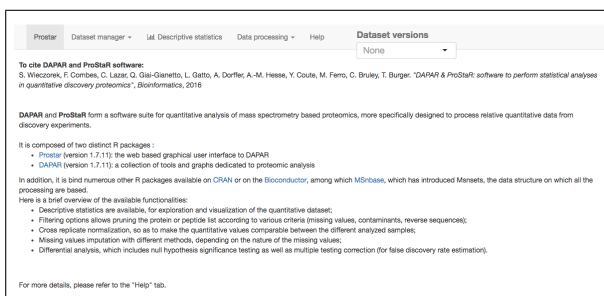 Prostar Dataset manager Descriptive statistics Data processing Help Dataset versions
None
To cite DAPAR and ProStaR software:
S. Wieczorek, F. Combes, C. Lazar, Q. Giai-Gianetto, L. Gatto, A. Dorffer, A.-M. Hesse, Y. Coute, M. Ferro, C. Bruley, T. Burger. "DAPAR & ProStaR: software to perform statistical analyses
in quantitative discovery proteomics", Bioinformatics, 2016
DAPAR and ProStaR form a software suite for quantitative analysis of mass spectrometry based proteomics, more specifically designed to process relative quantitative data from
discovery experiments.
It is composed of two distinct R packages :
• Prostar (version 1.7.11): the web based graphical user interface to DAPAR
• DAPAR (version 1.7.11): a collection of tools and graphs dedicated to proteomic analysis
In addition, it is bind numerous other R packages available on CRAN or on the Bioconductor, among which MSnbase, which has introduced Msnsets, the data structure on which all the
processing are based.
Here is a brief overview of the available functionalities:
• Descriptive statistics are available, for exploration and visualization of the quantitative dataset;
• Filtering options allows pruning the protein or peptide list according to various criteria (missing values, contaminants, reverse sequences);
• Cross replicate normalization, so as to make the quantitative values comparable between the different analyzed samples;
• Missing values imputation with different methods, depending on the nature of the missing values;
• Differential analysis, which includes null hypothesis significance testing as well as multiple testing correction (for false discovery rate estimation).
For more details, please refer to the "Help" tab.